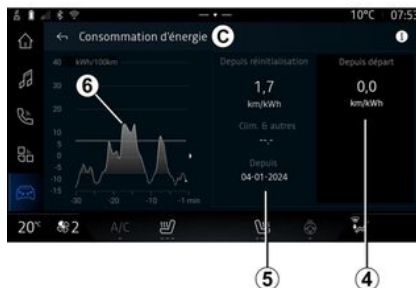 10°C 07:53
Consommation d'énergie C
40 kWh/100km
30
20
10
5
0
-5
-10
-15
-30 -20 -10 -1 min
6
Depuis réinitialisation
1,7
km/kWh
Clim. & autres
--,-
Depuis
04-01-2024
Depuis départ
0,0
km/kWh
20° 2 A/C
5 4